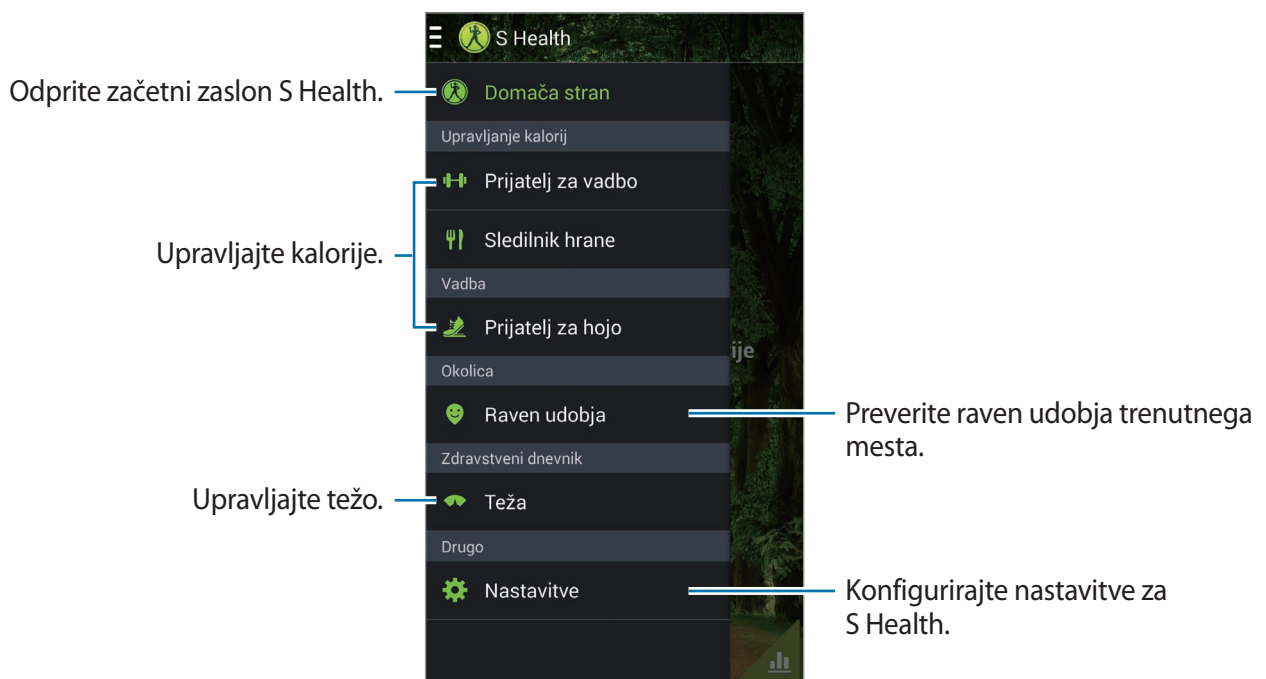 S Health
Odprite začetni zaslon S Health.
Domača stran
Upravljanje kalorij
Prijatelj za vadbo
Upravljajte kalorije.
Sledilnik hrane
Vadba
Prijatelj za hojo
ije
Okolica
Raven udobja
Preverite raven udobja trenutnega
mesta.
Zdravstveni dnevnik
Upravljajte težo.
Teža
Drugo
Nastavitve
Konfigurirajte nastavitve za
S Health.